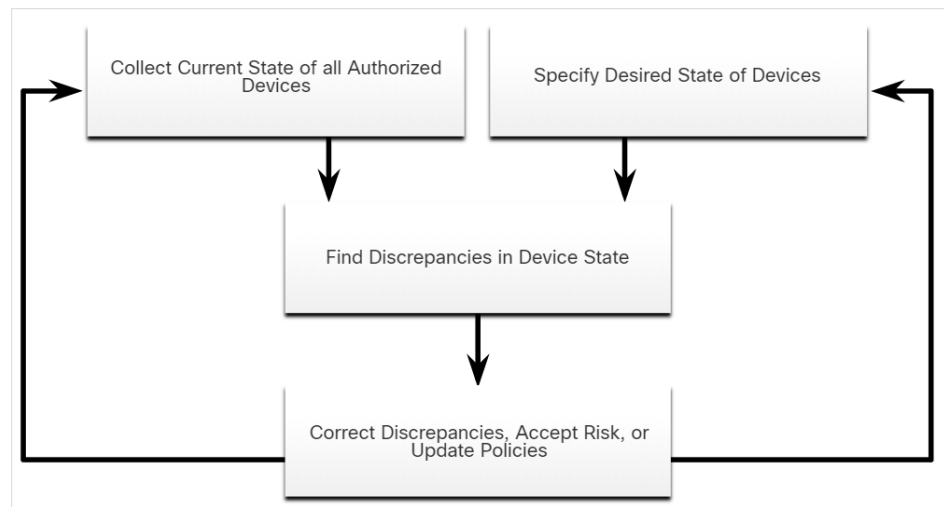 Collect Current State of all Authorized
Devices
Specify Desired State of Devices
Find Discrepancies in Device State
Correct Discrepancies, Accept Risk, or
Update Policies